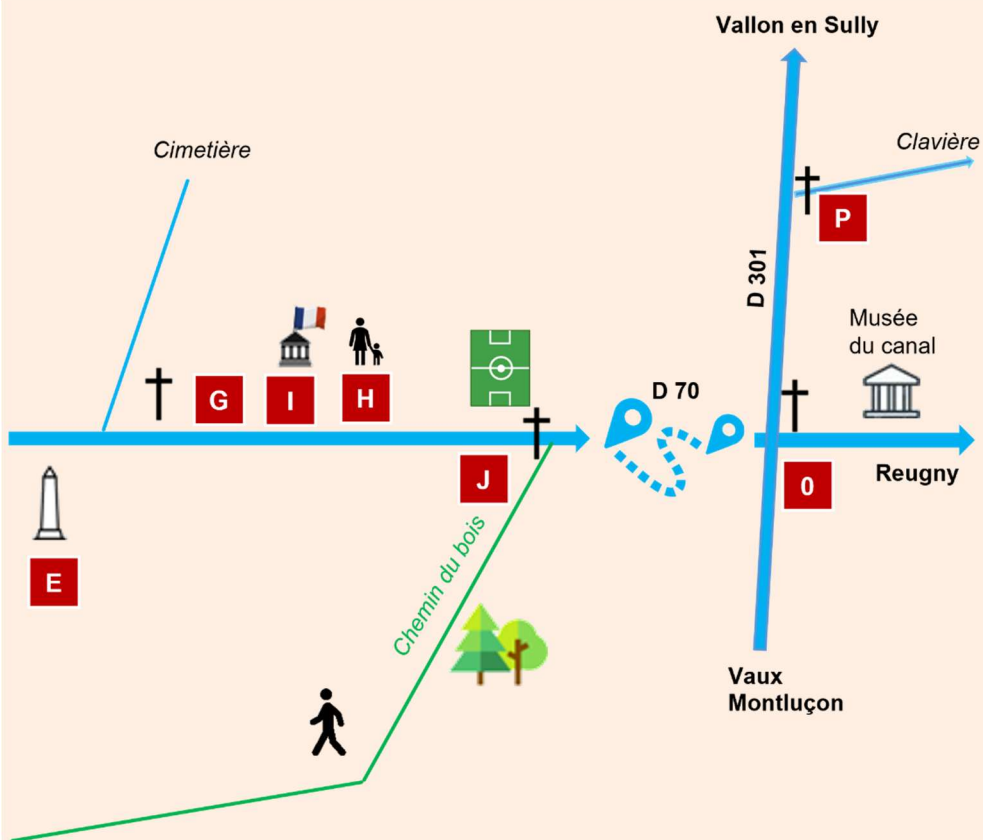 Vallon en Sully
Cimetière
Clavière
P
D 301
Musée
du canal
G
I
H
D 70
J
0
Reugny
E
Chemin du bois
Vaux
Montluçon